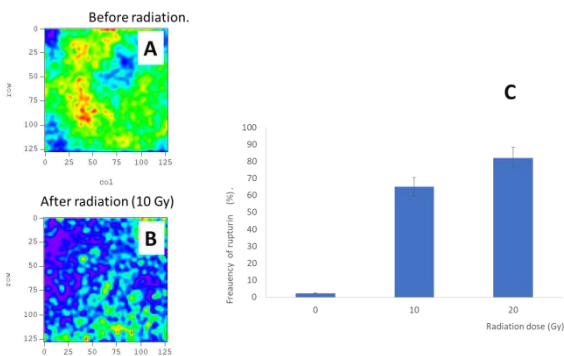 Before radiation.
A
0
25
50
75
100
125
row
0 25 50 75 100 125
col
After radiation (10 Gy)
B
0
25
50
75
100
125
row
0 25 50 75 100 125
C
100
90
80
70
60
50
40
30
20
10
0
Freauency of rupturin (%).
0 10 20
Radiation dose (Gy)